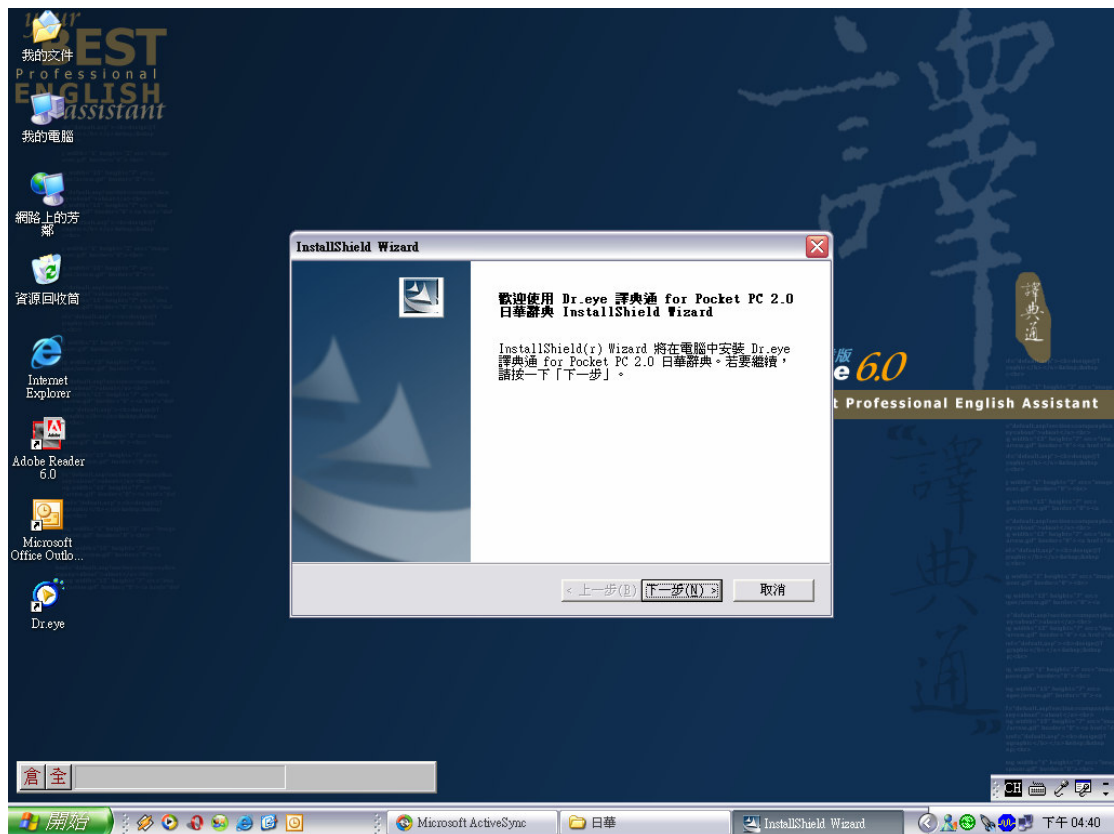 your
BEST
Professional
ENGLISH
assistant
我的文件
我的電腦
網路上的芳
鄰
資源回收筒
Internet
Explorer
Adobe Reader
6.0
Microsoft
Office Outlo...
Dr.eye
譯
譯典通
版
e 6.0
t Professional English Assistant
“譯典通”
InstallShield Wizard
歡迎使用 Dr.eye 譯典通 for Pocket PC 2.0
日華辭典 InstallShield Wizard
InstallShield(r) Wizard 將在電腦中安裝 Dr.eye
譯典通 for Pocket PC 2.0 日華辭典。若要繼續，
請按一下「下一步」。
< 上一步(B)
下一步(N) >
取消
倉 全
CH
開始
Microsoft ActiveSync
日華
InstallShield Wizard
下午 04:40